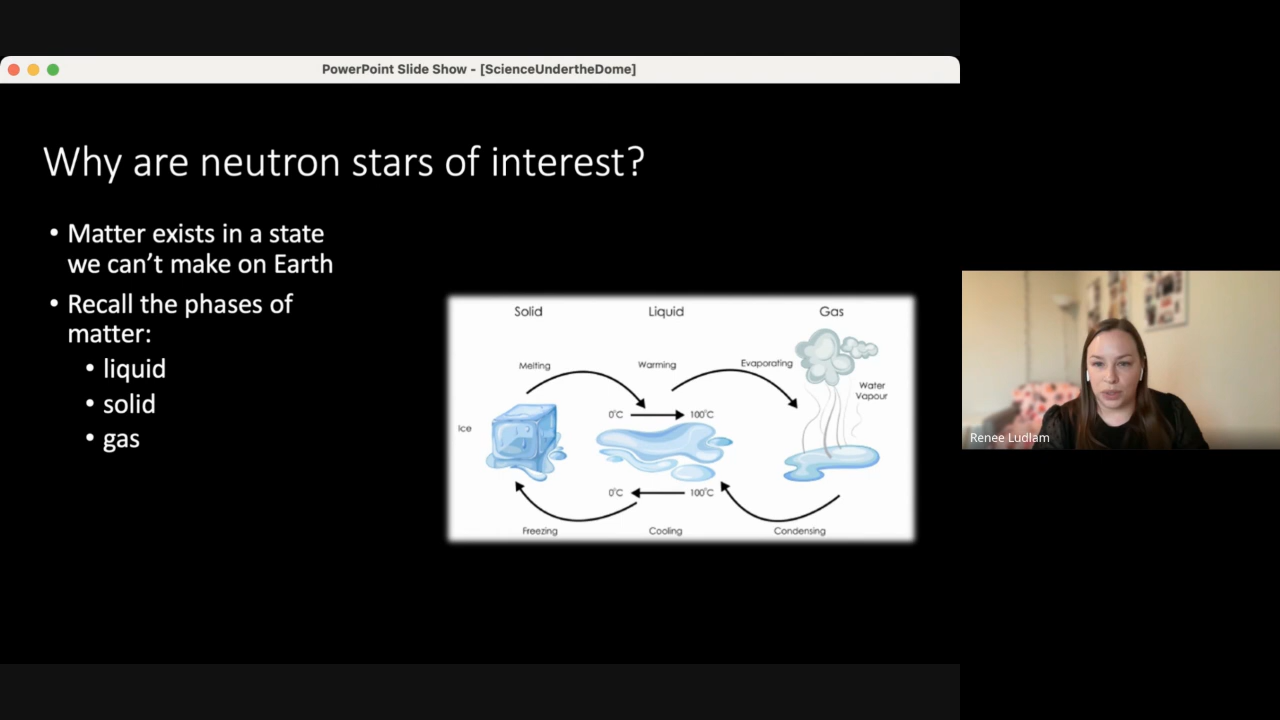 PowerPoint Slide Show - [ScienceUndertheDome]
Why are neutron stars of interest?
• Matter exists in a state
we can’t make on Earth
• Recall the phases of
matter:
• liquid
• solid
• gas
Solid Liquid Gas
Melting Warming Evaporating
Water
Vapour
0°C 100°C
Ice
0°C 100°C
Freezing Cooling Condensing
Renee Ludlam